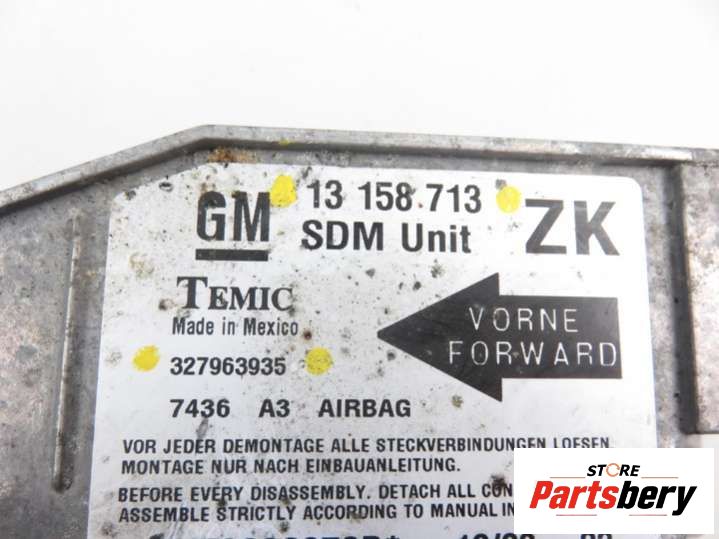 GM 13 158.713 ZK
SDM Unit
TEMIC
Made in Mexico
VORNE
FORWARD
327963935
7436 A3 AIRBAG
VOR JEDER DEMONTAGE ALLE STECKVERBINDUNGEN LOESEN
MONTAGE NUR NACH EINBAUANLEITUNG.
BEFORE EVERY DISASSEMBLY. DETACH ALL
ASSEMBLE STRICTLY ACCORDING TO MANUAL IN
STORE
Partsbery